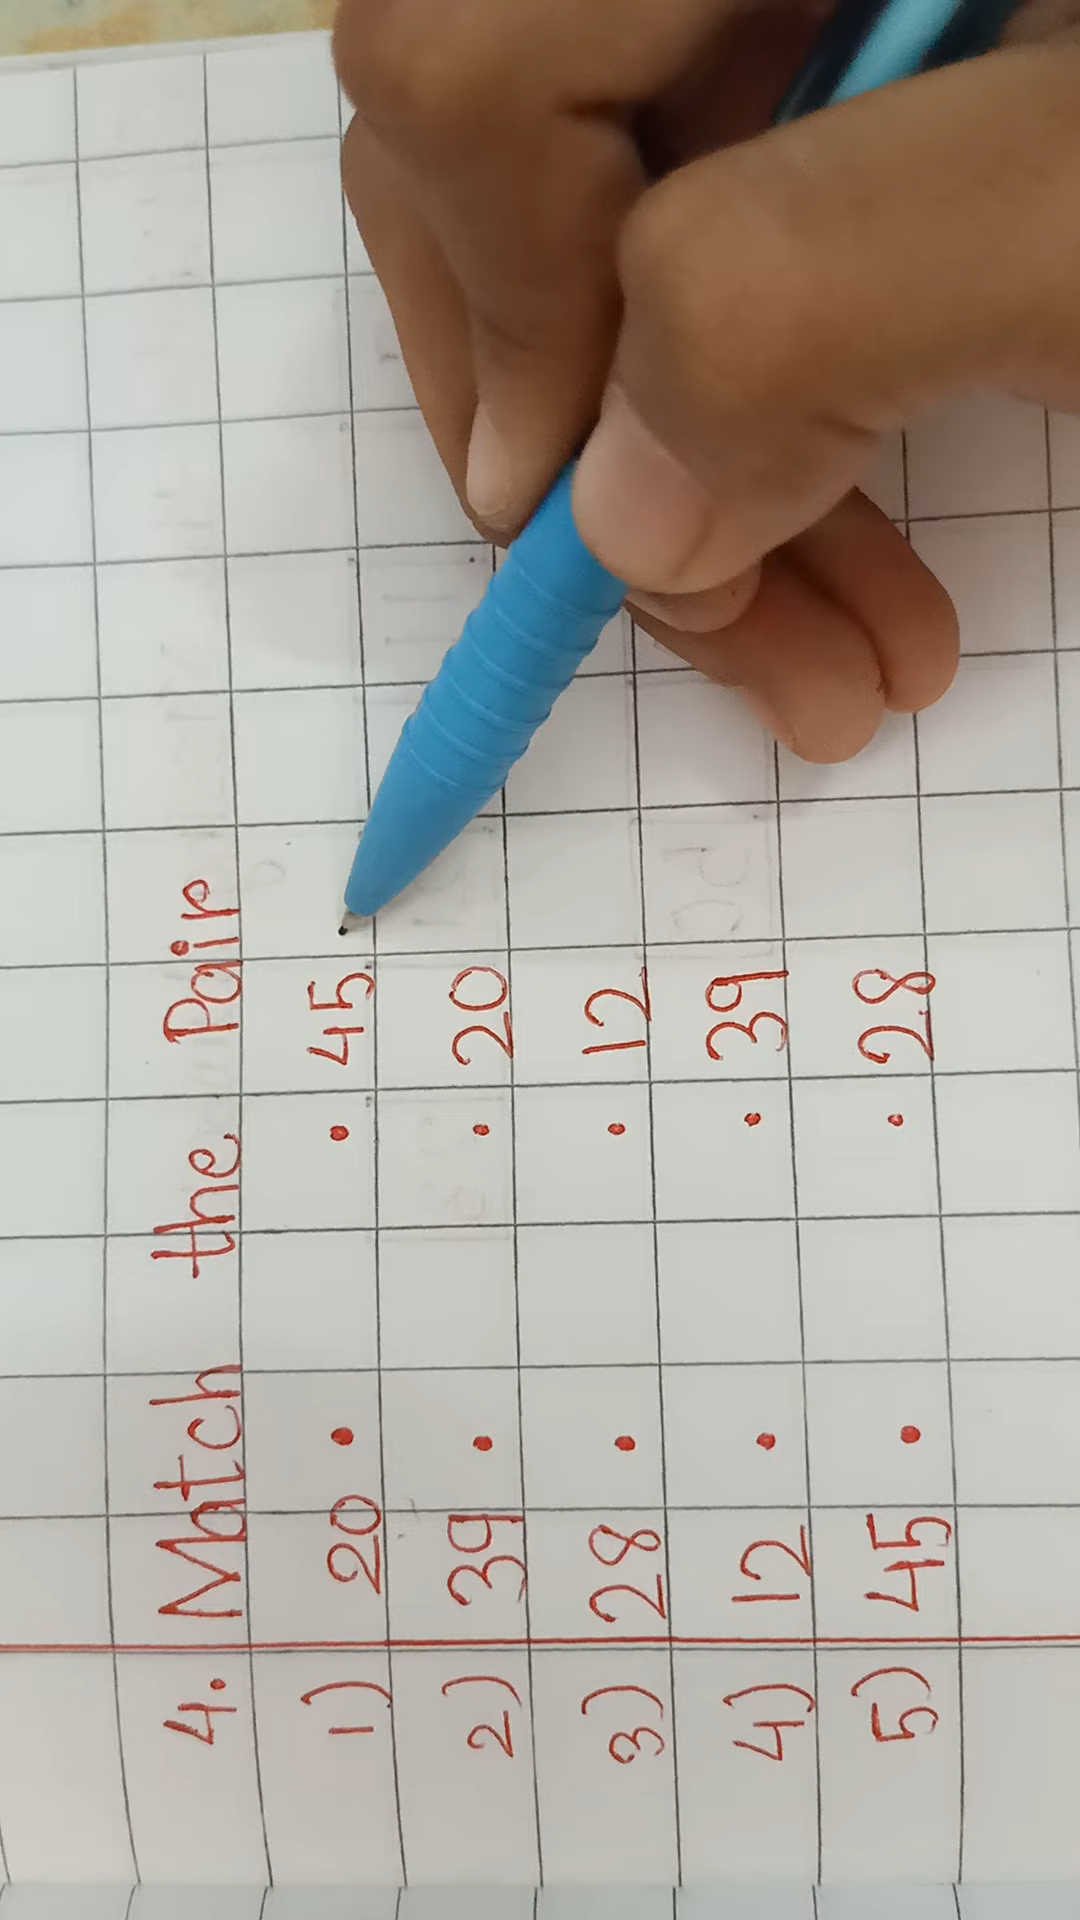 4. Match the Pair
1) 20 • • 45
2) 39 • • 20
3) 28 • • 12
4) 12 • • 39
5) 45 • • 28